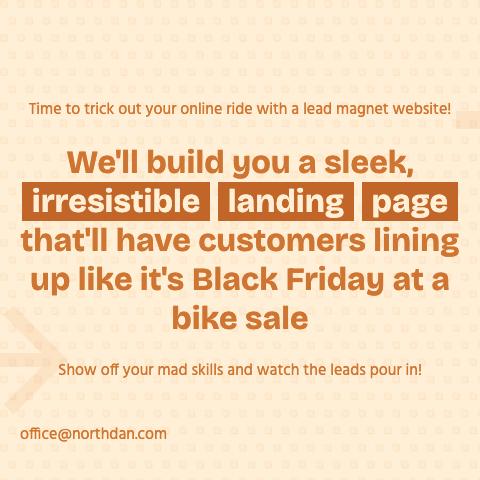 Time to trick out your online ride with a lead magnet website!
We'll build you a sleek,
irresistible landing page
that'll have customers lining
up like it's Black Friday at a
bike sale
Show off your mad skills and watch the leads pour in!
office@northdan.com